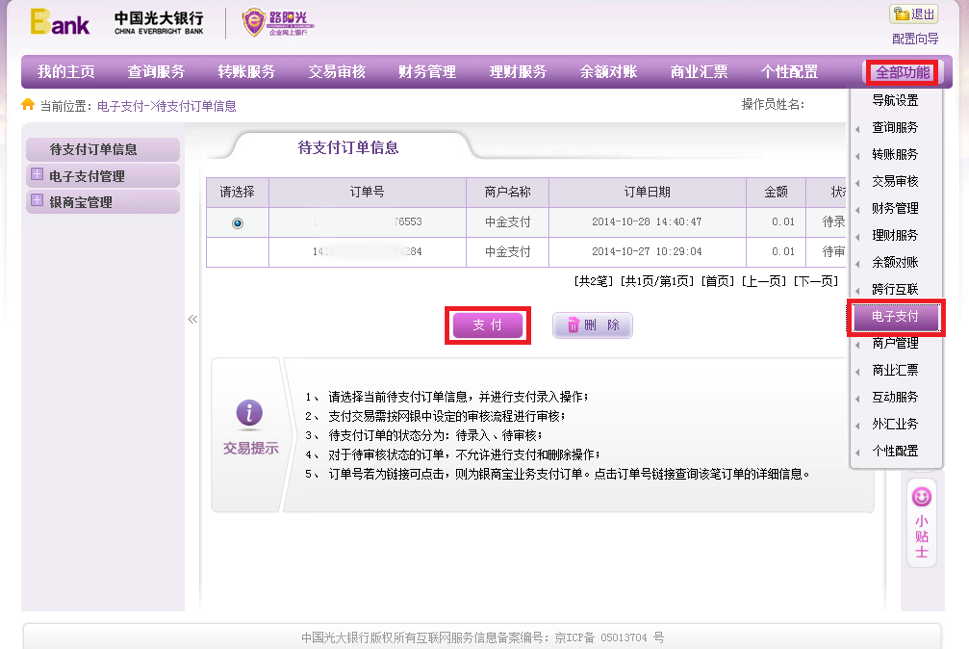 Bank 中国光大银行 路阳光 退出
CHINA EVERBRIGHT BANK 企业网上银行
配置向导
我的主页 查询服务 转账服务 交易审核 财务管理 理财服务 余额对账 商业汇票 个性配置 全部功能
当前位置: 电子支付->待支付订单信息 操作员姓名:
导航设置
查询服务
转账服务
交易审核
财务管理
理财服务
余额对账
跨行互联
电子支付
商户管理
商业汇票
互动服务
外汇业务
个性配置
待支付订单信息
电子支付管理
银商宝管理
待支付订单信息
请选择 订单号 商户名称 订单日期 金额
76553 中金支付 2014-10-28 14:40:47 0.01 待录
284 中金支付 2014-10-27 10:29:04 0.01 待审
[共2笔] [共1页/第1页] [首页] [上一页] [下一页]
«
支 付 删 除
交易提示
1、 请选择当前待支付订单信息，并进行支付录入操作;
2、 支付交易需按网银中设定的审核流程进行审核;
3、 待支付订单的状态分为: 待录入、待审核;
4、 对于待审核状态的订单，不允许进行支付和删除操作;
5、 订单号若为链接可点击，则为银商宝业务支付订单。点击订单号链接查询该笔订单的详细信息。
小贴士
中国光大银行版权所有互联网服务信息备案编号: 京ICP备 05013704 号